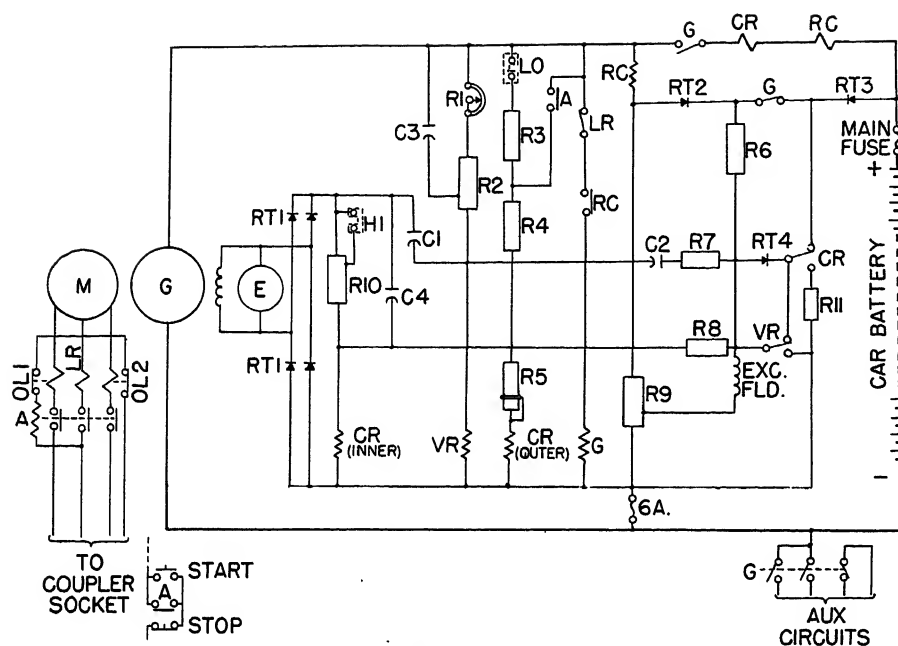 G
CR
RC
LO
RC
RT2
G
RT3
R1
A
C3
R3
LR
MAIN
FUSE
R6
+
R2
RT1
H1
C1
R4
RC
C2
R7
RT4
CR
M
G
E
R10
C4
R11
R8
VR
CAR BATTERY
OL1
LR
OL2
RT1
R5
EXC.
FLD.
R9
A
CR
(INNER)
VR
CR
(OUTER)
G
-
6A.
TO
COUPLER
SOCKET
START
A
STOP
G
AUX
CIRCUITS